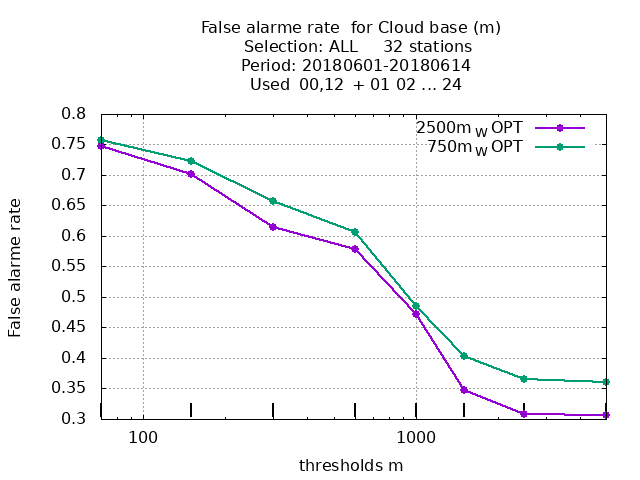 False alarme rate  for Cloud base (m)
Selection: ALL     32 stations
Period: 20180601-20180614
Used  00,12  + 01 02 ... 24
2500m_W OPT
750m_W OPT
0.8
0.75
0.7
0.65
0.6
0.55
0.5
0.45
0.4
0.35
0.3
False alarme rate
100
1000
thresholds m